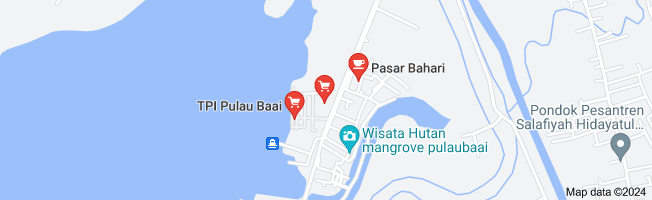 Pasar Bahari
TPI Pulau Baai
Pondok Pesantren
Salafiyah Hidayatul...
Wisata Hutan
mangrove pulaubaai
Map data ©2024